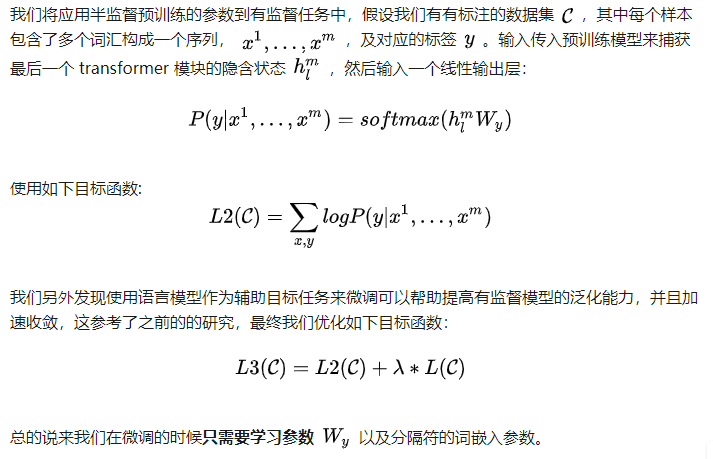 我们将应用半监督预训练的参数到有监督任务中，假设我们有有标注的数据集 𝒞 ，其中每个样本
包含了多个词汇构成一个序列， x^1, . . . , x^m ，及对应的标签 y 。输入传入预训练模型来捕获
最后一个 transformer 模块的隐含状态 h_l^m ，然后输入一个线性输出层：
P(y|x^1, . . . , x^m) = softmax(h_l^m W_y)
使用如下目标函数:
L2(𝒞) = ∑_{x,y} logP(y|x^1, . . . , x^m)
我们另外发现使用语言模型作为辅助目标任务来微调可以帮助提高有监督模型的泛化能力，并且加
速收敛，这参考了之前的的研究，最终我们优化如下目标函数：
L3(𝒞) = L2(𝒞) + λ ∗ L(𝒞)
总的说来我们在微调的时候只需要学习参数 W_y 以及分隔符的词嵌入参数。